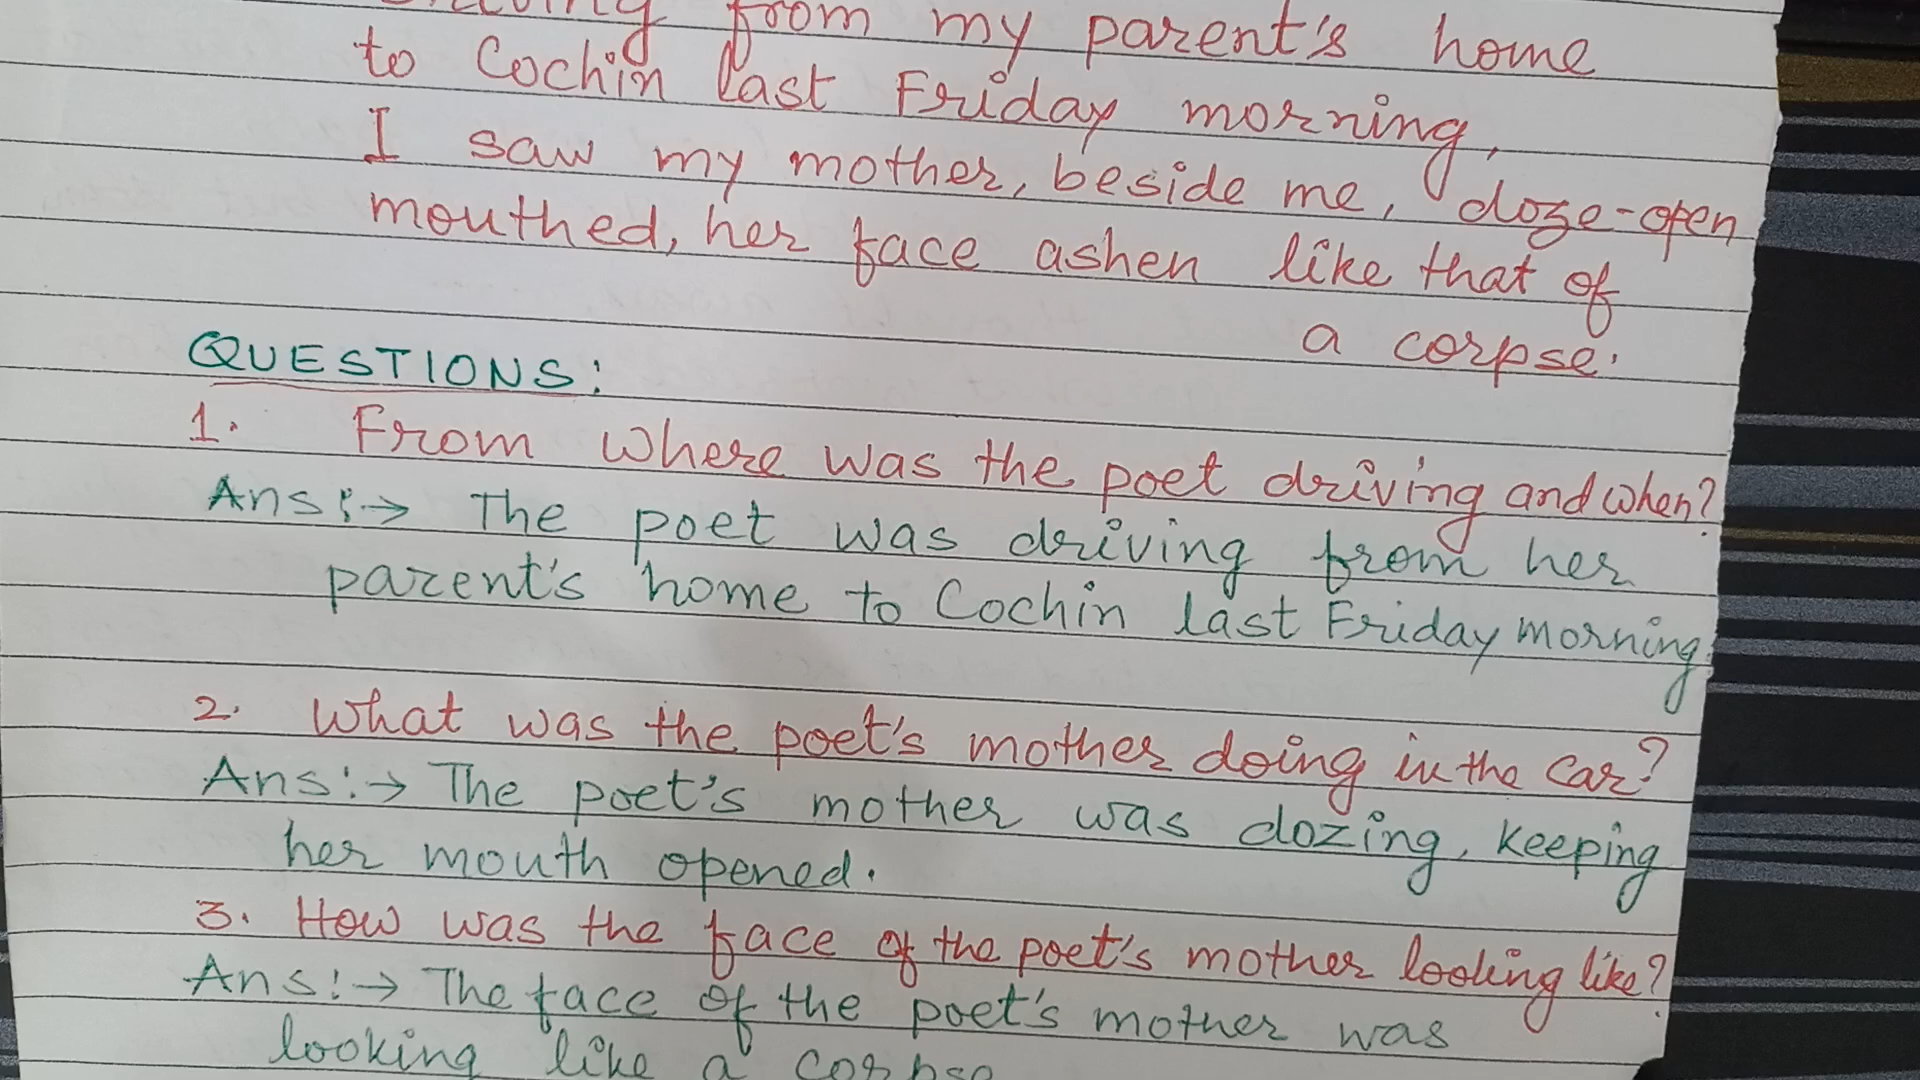 Driving from my parent's home
to Cochin last Friday morning,
I saw my mother, beside me, doze-open
mouthed, her face ashen like that of
a corpse.
QUESTIONS:
1. From where was the poet driving and when?
Ans:→ The poet was driving from her
parent's home to Cochin last Friday morning.
2. What was the poet's mother doing in the car?
Ans:→ The poet's mother was dozing, keeping
her mouth opened.
3. How was the face of the poet's mother looking like?
Ans:→ The face of the poet's mother was
looking like a corpse